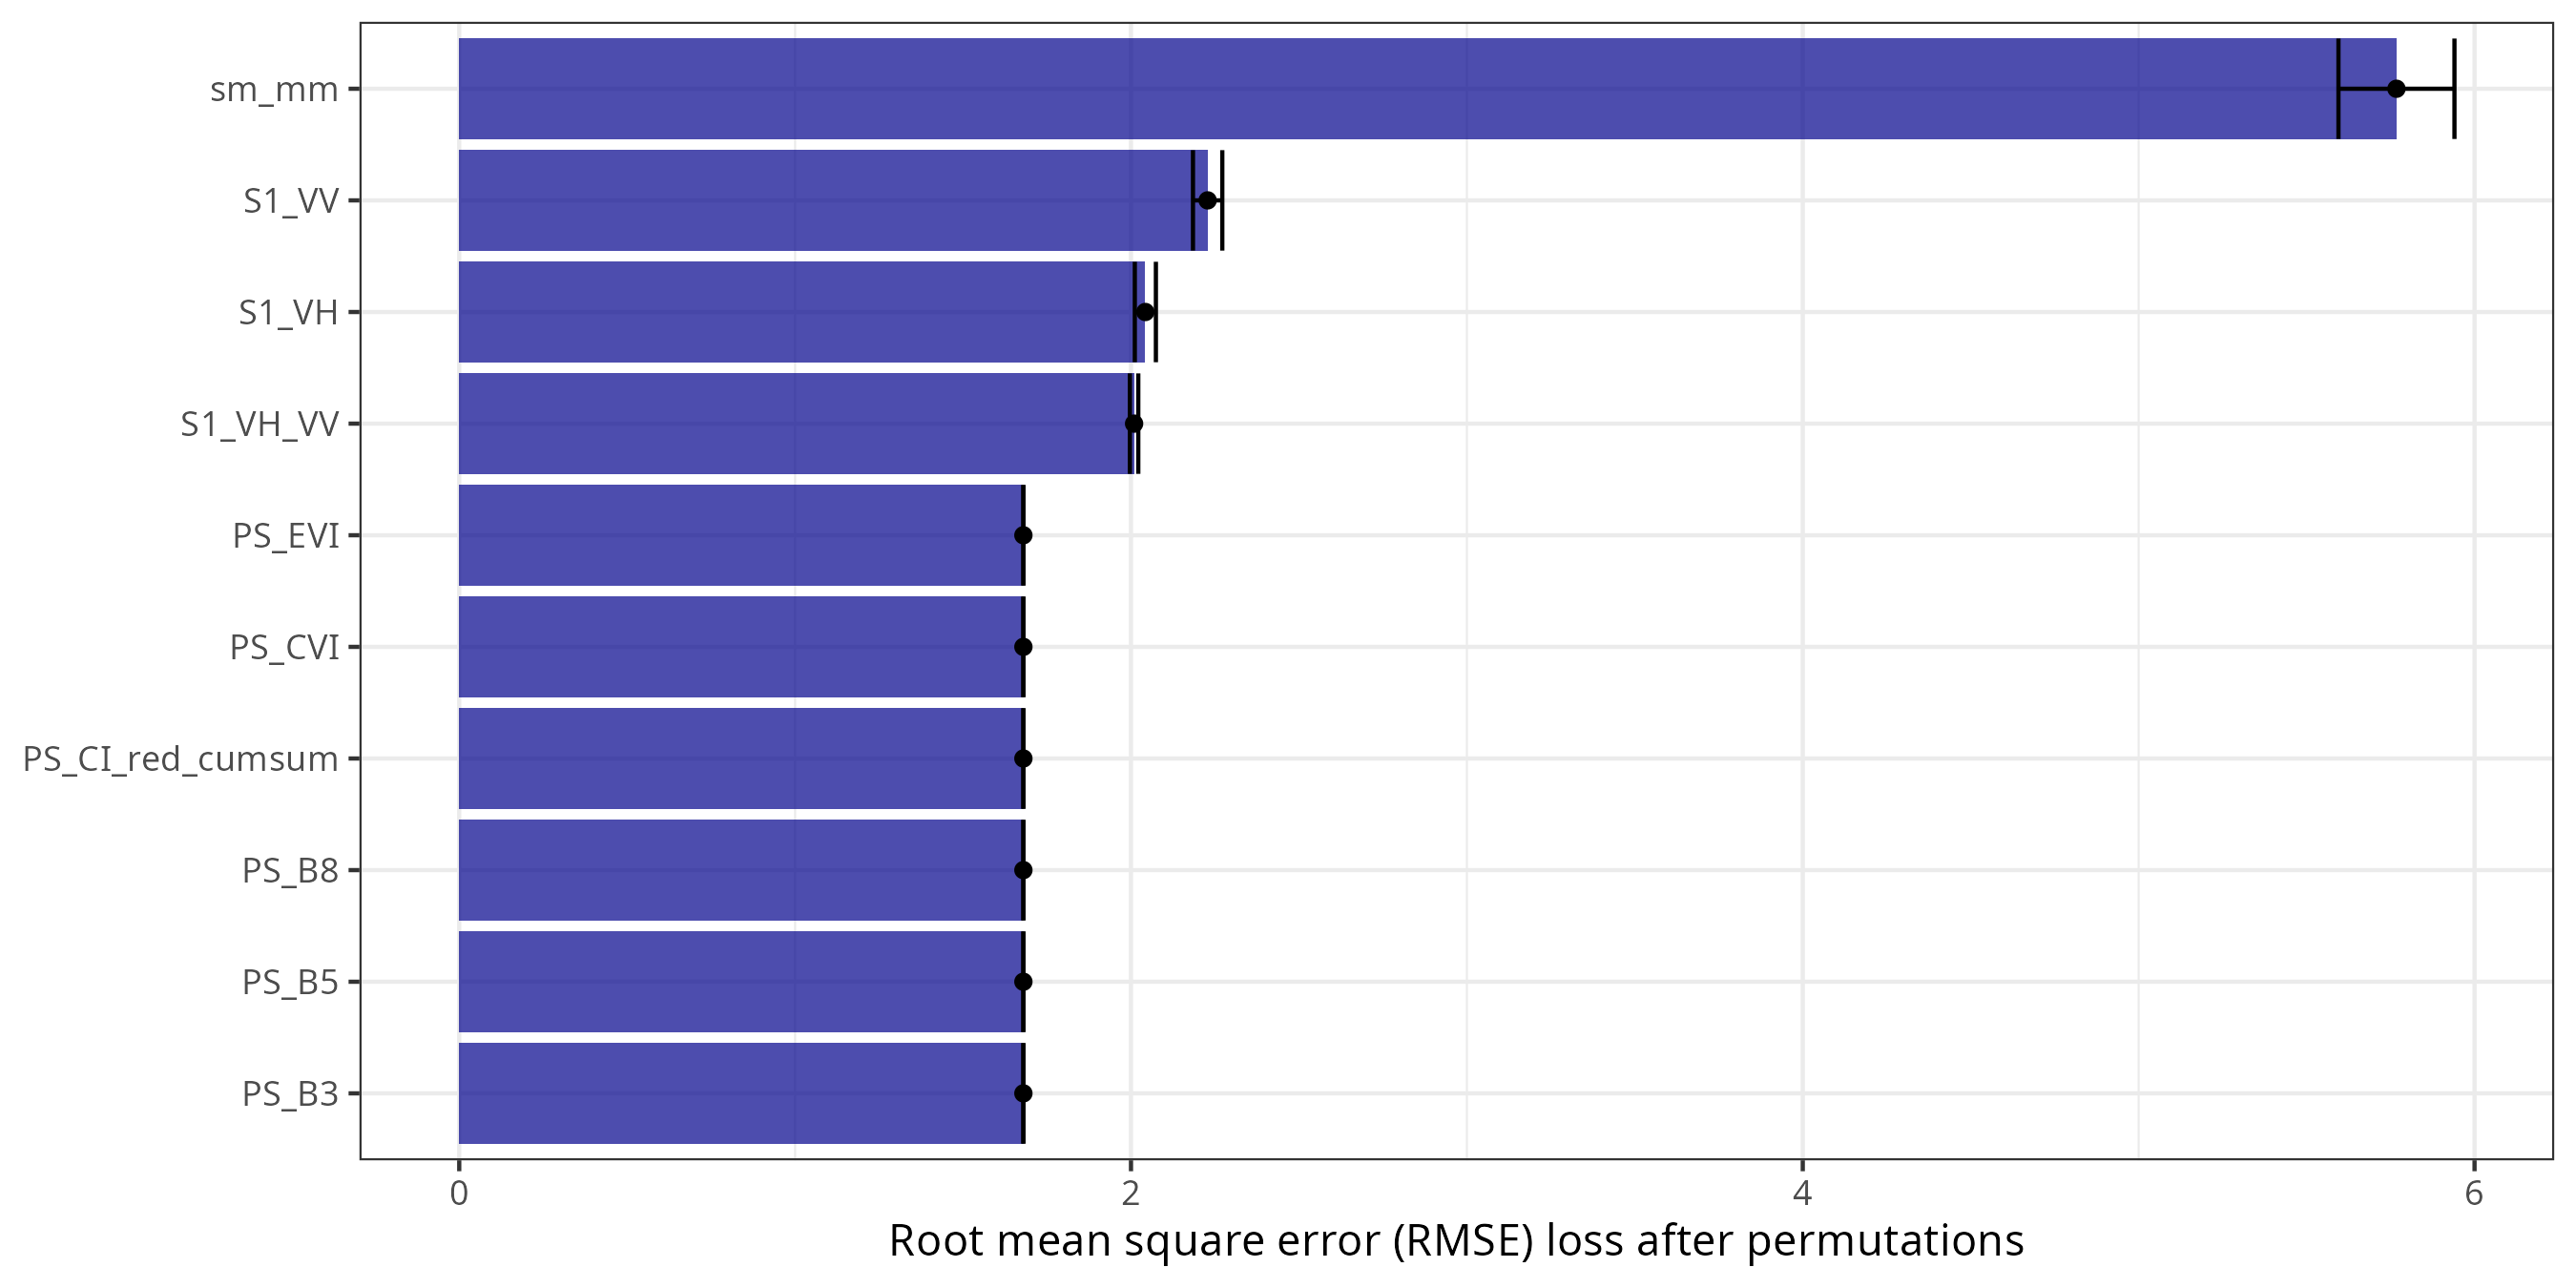 sm_mm
S1_VV
S1_VH
S1_VH_VV
PS_EVI
PS_CVI
PS_CI_red_cumsum
PS_B8
PS_B5
PS_B3
0 2 4 6
Root mean square error (RMSE) loss after permutations